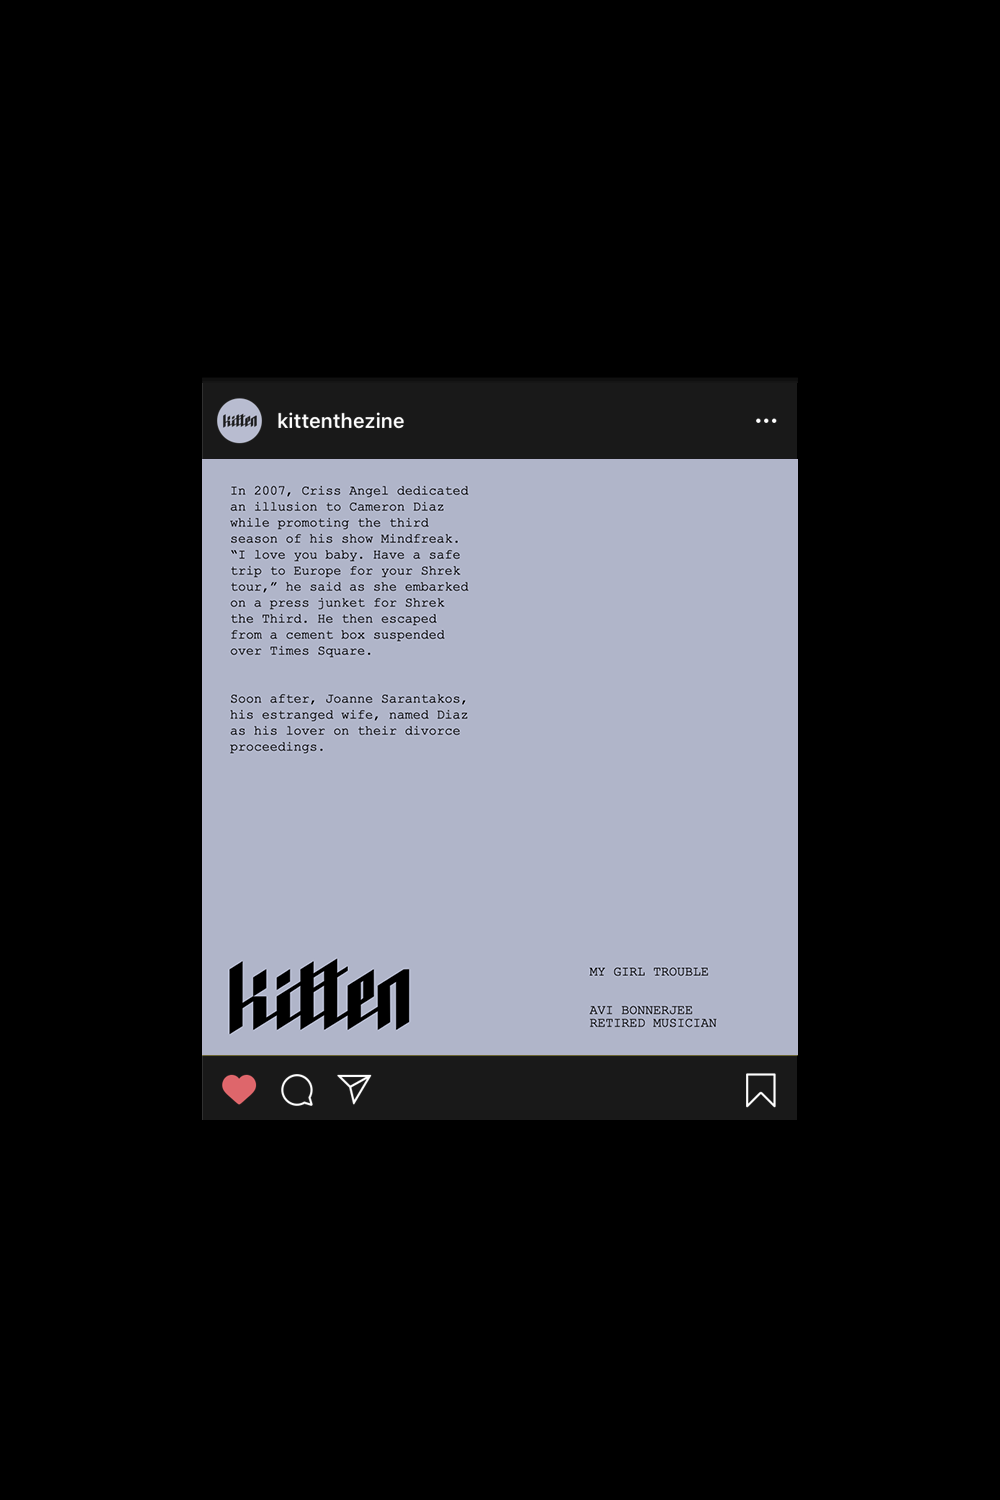 kitten
kittenthezine
In 2007, Criss Angel dedicated
an illusion to Cameron Diaz
while promoting the third
season of his show Mindfreak.
“I love you baby. Have a safe
trip to Europe for your Shrek
tour,” he said as she embarked
on a press junket for Shrek
the Third. He then escaped
from a cement box suspended
over Times Square.
Soon after, Joanne Sarantakos,
his estranged wife, named Diaz
as his lover on their divorce
proceedings.
kitten
MY GIRL TROUBLE
AVI BONNERJEE
RETIRED MUSICIAN